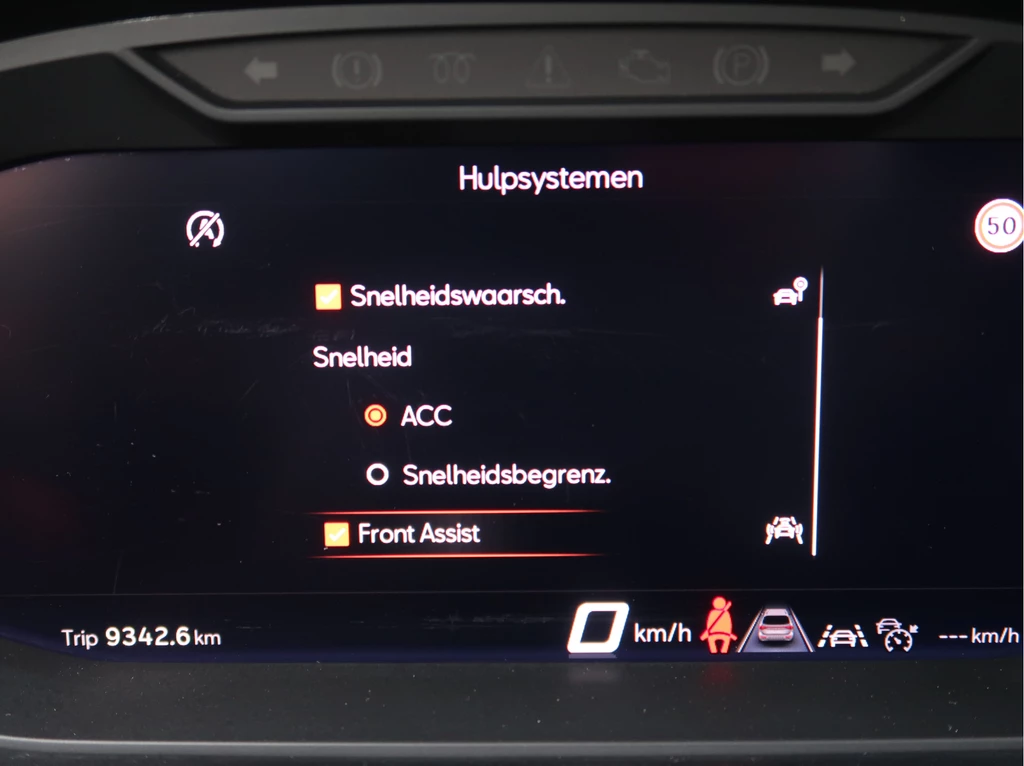 Hulpsystemen
50
Snelheidswaarsch.
Snelheid
ACC
Snelheidsbegrenz.
Front Assist
Trip 9342.6 km
0 km/h
--- km/h